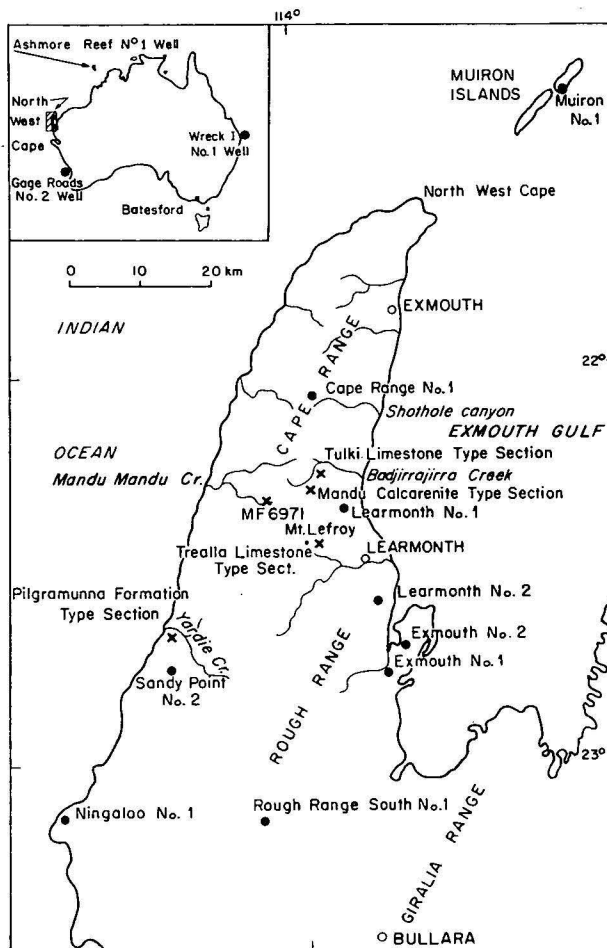 114°
Ashmore Reef Nº 1 Well
North
West
Cape
Wreck I
No. 1 Well
Gage Roads
No. 2 Well
Batesford
MUIRON
ISLANDS
Muiron
No. 1
North West Cape
0 10 20 km
INDIAN
EXMOUTH
CAPE RANGE
22°
Cape Range No. 1
Shothole canyon
EXMOUTH GULF
OCEAN
Tulki Limestone Type Section
Mandu Mandu Cr.
Badjirrajirra Creek
Mandu Calcarenite Type Section
MF 6971
Learmonth No. 1
Mt. Lefroy
Trealla Limestone
Type Sect.
LEARMONTH
Pilgramunna Formation
Type Section
Learmonth No. 2
Yardie Cr.
Exmouth No. 2
Exmouth No. 1
Sandy Point
No. 2
ROUGH RANGE
23°
Ningaloo No. 1
Rough Range South No. 1
GIRALIA RANGE
BULLARA